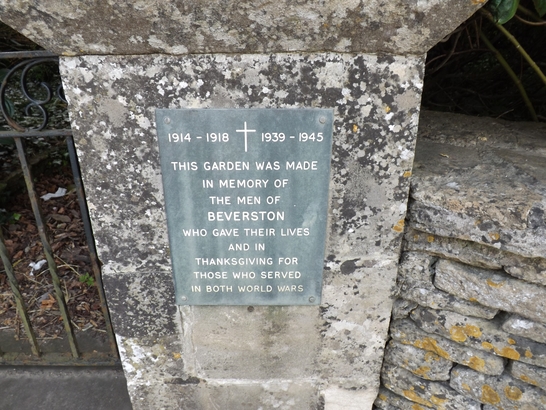 1914 - 1918 1939 - 1945
THIS GARDEN WAS MADE
IN MEMORY OF
THE MEN OF
BEVERSTON
WHO GAVE THEIR LIVES
AND IN
THANKSGIVING FOR
THOSE WHO SERVED
IN BOTH WORLD WARS